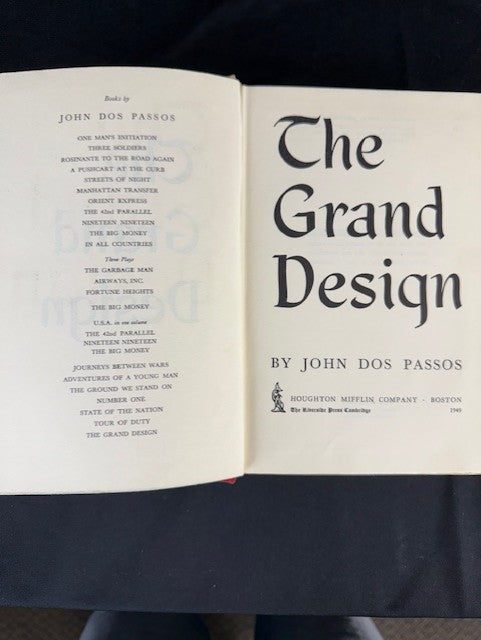 Books by
JOHN DOS PASSOS
ONE MAN'S INITIATION
THREE SOLDIERS
ROSINANTE TO THE ROAD AGAIN
A PUSHCART AT THE CURB
STREETS OF NIGHT
MANHATTAN TRANSFER
ORIENT EXPRESS
THE 42nd PARALLEL
NINETEEN NINETEEN
THE BIG MONEY
IN ALL COUNTRIES
Three Plays
THE GARBAGE MAN
AIRWAYS, INC.
FORTUNE HEIGHTS
THE BIG MONEY
U.S.A. in one volume
THE 42nd PARALLEL
NINETEEN NINETEEN
THE BIG MONEY
JOURNEYS BETWEEN WARS
ADVENTURES OF A YOUNG MAN
THE GROUND WE STAND ON
NUMBER ONE
STATE OF THE NATION
TOUR OF DUTY
THE GRAND DESIGN
The
Grand
Design
BY JOHN DOS PASSOS
HOUGHTON MIFFLIN COMPANY · BOSTON
The Riverside Press Cambridge 1949